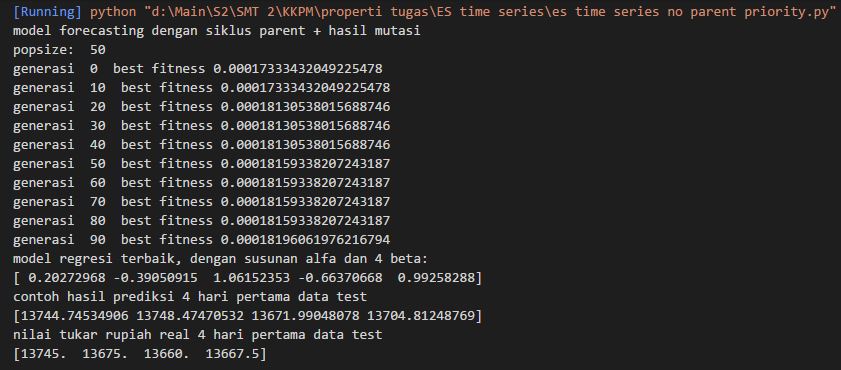 [Running] python "d:\Main\S2\SMT 2\KKPM\properti tugas\ES time series\es time series no parent priority.py"
model forecasting dengan siklus parent + hasil mutasi
popsize:  50
generasi  0  best fitness 0.00017333432049225478
generasi  10  best fitness 0.00017333432049225478
generasi  20  best fitness 0.00018130538015688746
generasi  30  best fitness 0.00018130538015688746
generasi  40  best fitness 0.00018130538015688746
generasi  50  best fitness 0.00018159338207243187
generasi  60  best fitness 0.00018159338207243187
generasi  70  best fitness 0.00018159338207243187
generasi  80  best fitness 0.00018159338207243187
generasi  90  best fitness 0.00018196061976216794
model regresi terbaik, dengan susunan alfa dan 4 beta:
[ 0.20272968 -0.39050915  1.06152353 -0.66370668  0.99258288]
contoh hasil prediksi 4 hari pertama data test
[13744.74534906 13748.47470532 13671.99048078 13704.81248769]
nilai tukar rupiah real 4 hari pertama data test
[13745.  13675.  13660.  13667.5]